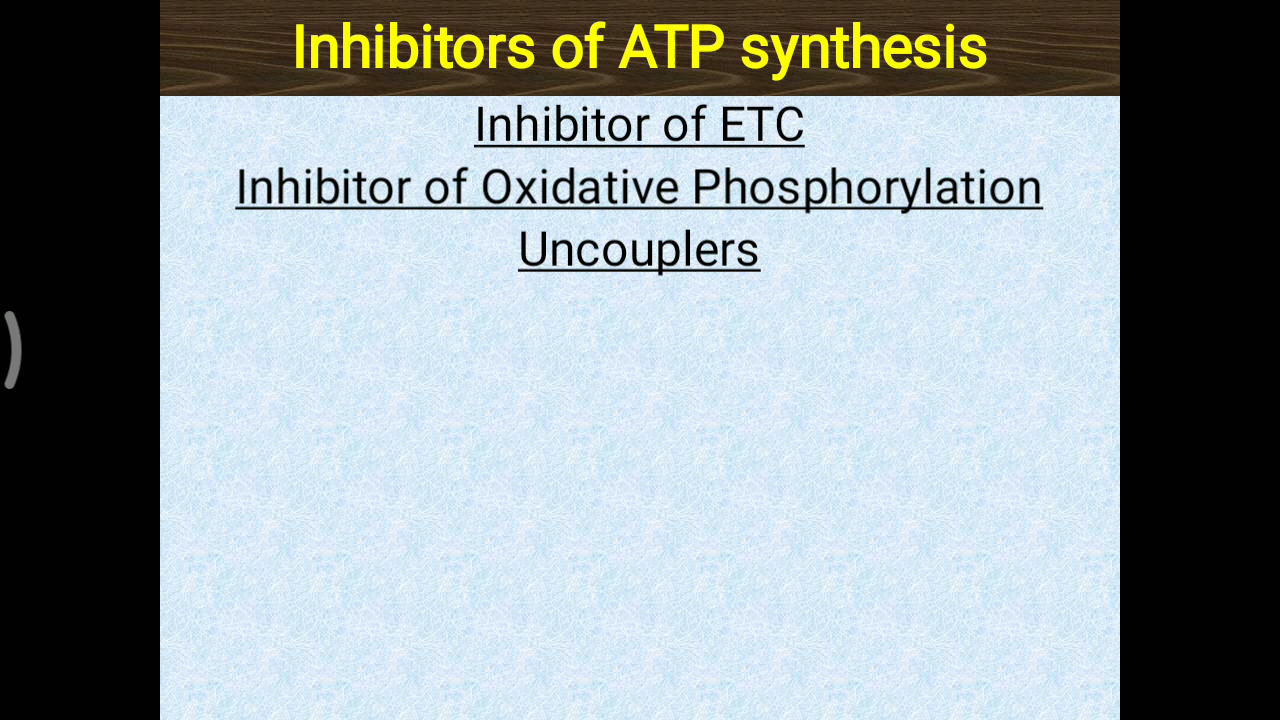 Inhibitors of ATP synthesis
Inhibitor of ETC
Inhibitor of Oxidative Phosphorylation
Uncouplers